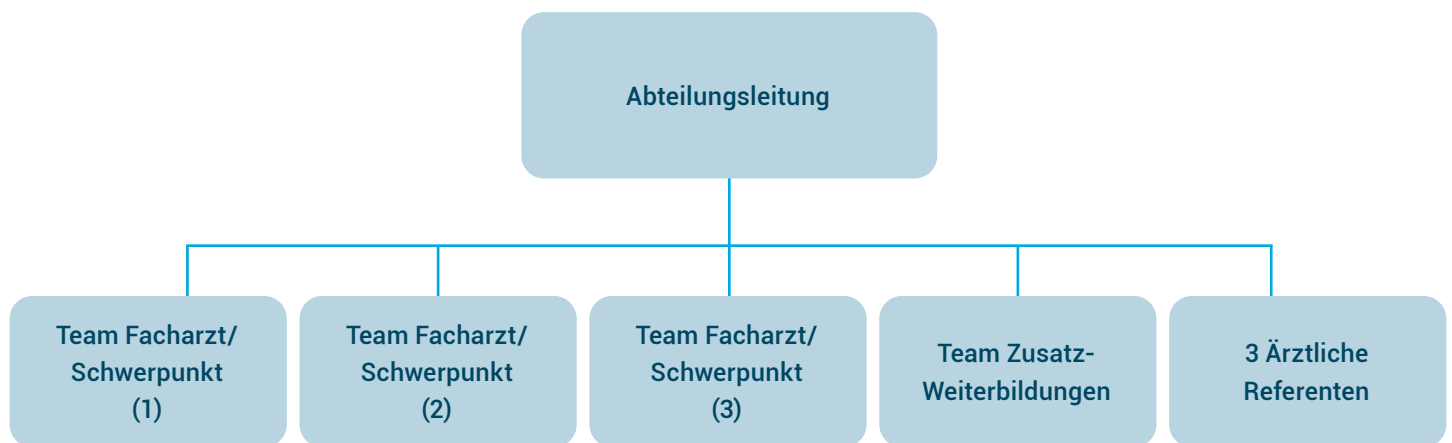 Abteilungsleitung
Team Facharzt/
Schwerpunkt
(1)
Team Facharzt/
Schwerpunkt
(2)
Team Facharzt/
Schwerpunkt
(3)
Team Zusatz-
Weiterbildungen
3 Ärztliche
Referenten